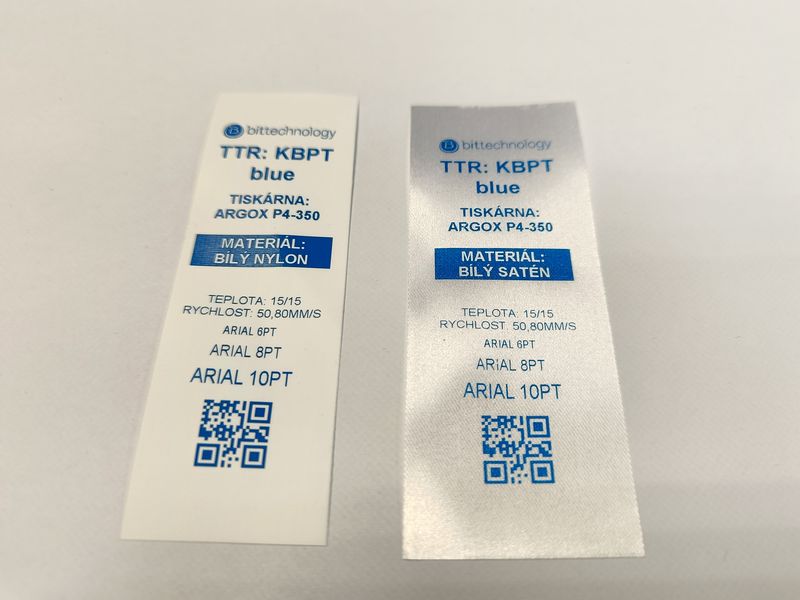 bittechnology
TTR: KBPT
blue
TISKÁRNA:
ARGOX P4-350
MATERIÁL:
BÍLÝ NYLON
TEPLOTA: 15/15
RYCHLOST: 50,80MM/S
ARIAL 6PT
ARIAL 8PT
ARIAL 10PT
bittechnology
TTR: KBPT
blue
TISKÁRNA:
ARGOX P4-350
MATERIÁL:
BÍLÝ SATÉN
TEPLOTA: 15/15
RYCHLOST: 50,80MM/S
ARIAL 6PT
ARIAL 8PT
ARIAL 10PT